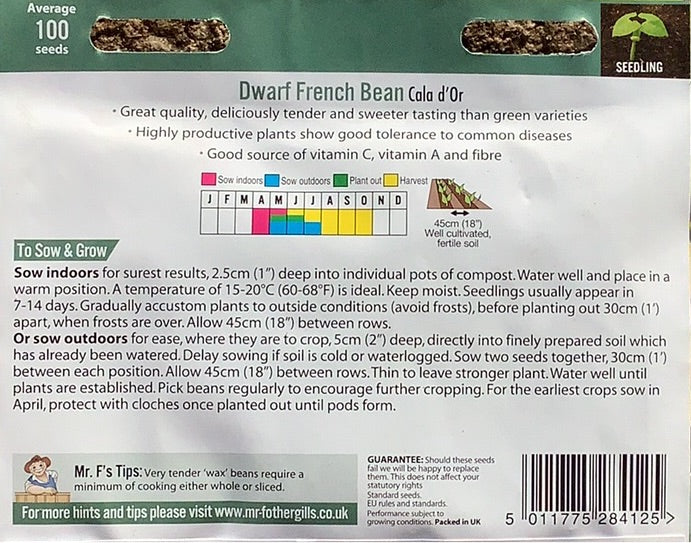 Average
100
seeds
SEEDLING
Dwarf French Bean Cala d'Or
• Great quality, deliciously tender and sweeter tasting than green varieties
• Highly productive plants show good tolerance to common diseases
• Good source of vitamin C, vitamin A and fibre
Sow indoors Sow outdoors Plant out Harvest
J F M A M J J A S O N D
45cm (18")
Well cultivated,
fertile soil
To Sow & Grow
Sow indoors for surest results, 2.5cm (1") deep into individual pots of compost. Water well and place in a
warm position. A temperature of 15-20°C (60-68°F) is ideal. Keep moist. Seedlings usually appear in
7-14 days. Gradually accustom plants to outside conditions (avoid frosts), before planting out 30cm (1')
apart, when frosts are over. Allow 45cm (18") between rows.
Or sow outdoors for ease, where they are to crop, 5cm (2") deep, directly into finely prepared soil which
has already been watered. Delay sowing if soil is cold or waterlogged. Sow two seeds together, 30cm (1')
between each position. Allow 45cm (18") between rows. Thin to leave stronger plant. Water well until
plants are established. Pick beans regularly to encourage further cropping. For the earliest crops sow in
April, protect with cloches once planted out until pods form.
Mr. F's Tips: Very tender 'wax' beans require a
minimum of cooking either whole or sliced.
For more hints and tips please visit www.mr-fothergills.co.uk
GUARANTEE: Should these seeds
fail we will be happy to replace
them. This does not affect your
statutory rights
Standard seeds.
EU rules and standards.
Performance subject to
growing conditions. Packed in UK
5 011775 284125 >